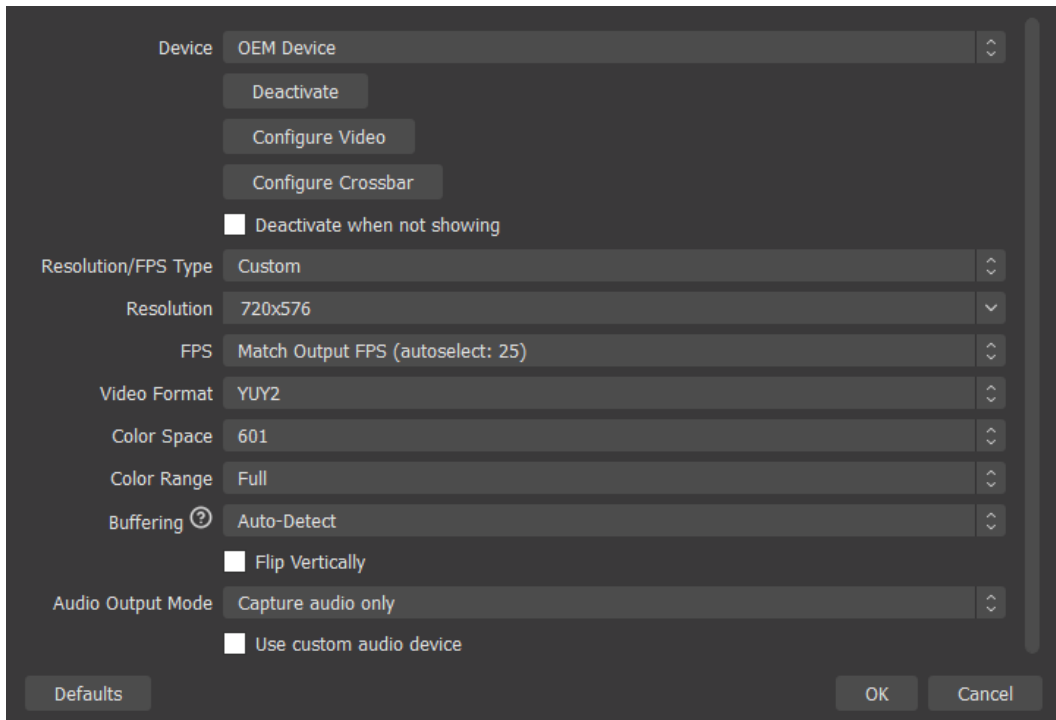 Device OEM Device
Deactivate
Configure Video
Configure Crossbar
Deactivate when not showing
Resolution/FPS Type Custom
Resolution 720x576
FPS Match Output FPS (autoselect: 25)
Video Format YUY2
Color Space 601
Color Range Full
Buffering ? Auto-Detect
Flip Vertically
Audio Output Mode Capture audio only
Use custom audio device
Defaults OK Cancel